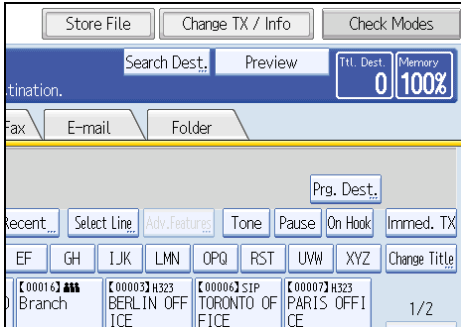 Store File Change TX / Info Check Modes
Search Dest. Preview Ttl. Dest. Memory
tination. 0 100%
Fax E-mail Folder
Prg. Dest.
Recent... Select Line Adv.Features Tone Pause On Hook Immed. TX
EF GH IJK LMN OPQ RST UVW XYZ Change Title
【00016】 【00003】H323 【00006】SIP 【00007】H323
Branch BERLIN OFF TORONTO OF PARIS OFFI 1/2
ICE FFICE CE